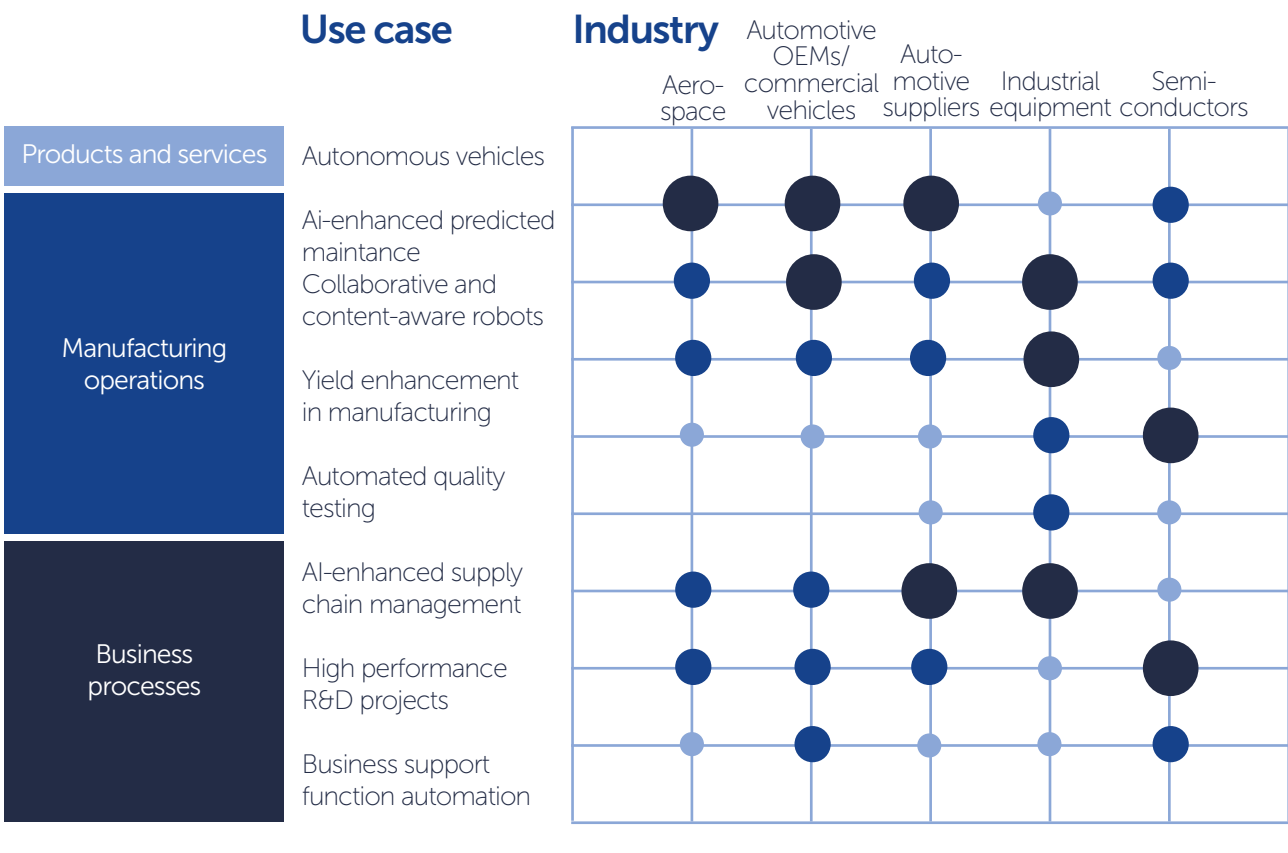 Use case
Industry
Aero-
space
Automotive
OEMs/
commercial
vehicles
Auto-
motive
suppliers
Industrial
equipment
Semi-
conductors
Products and services
Autonomous vehicles
Manufacturing
operations
Ai-enhanced predicted
maintance
Collaborative and
content-aware robots
Yield enhancement
in manufacturing
Automated quality
testing
Business
processes
AI-enhanced supply
chain management
High performance
R&D projects
Business support
function automation